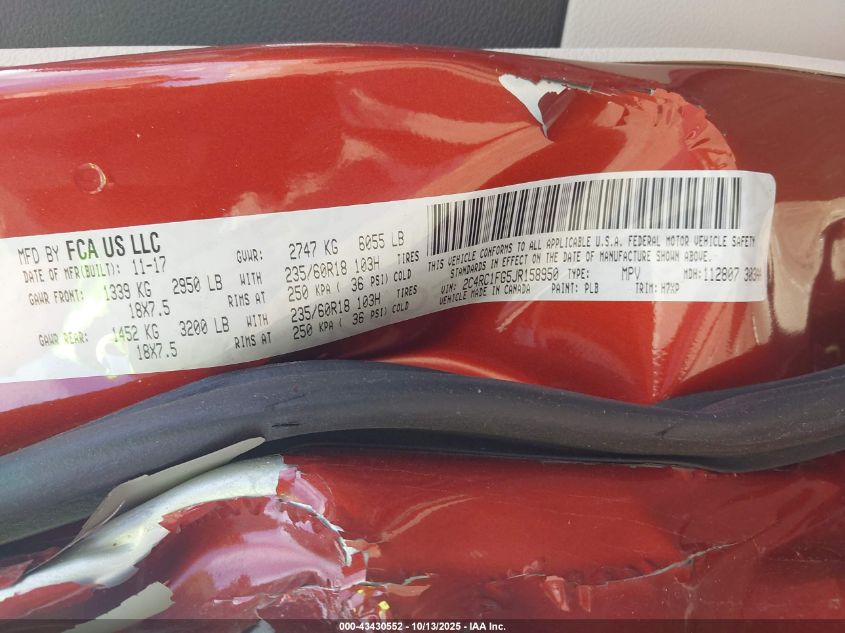 MFD BY FCA US LLC
DATE OF MFR(BUILT): 11-17 GVWR: 2747 KG 6055 LB
GAWR FRONT: 1339 KG 2950 LB WITH 235/60R18 103H TIRES
18X7.5 RIMS AT 250 KPA ( 36 PSI) COLD
GAWR REAR: 1452 KG 3200 LB WITH 235/60R18 103H TIRES
18X7.5 RIMS AT 250 KPA ( 36 PSI) COLD
THIS VEHICLE CONFORMS TO ALL APPLICABLE U.S.A. FEDERAL MOTOR VEHICLE SAFETY
STANDARDS IN EFFECT ON THE DATE OF MANUFACTURE SHOWN ABOVE.
VIN: 2C4RC1FG5JR158950 TYPE: MPV MDH: 112807
VEHICLE MADE IN CANADA PAINT: PLB TRIM: H7XP
000-43430552 - 10/13/2025 - IAA Inc.